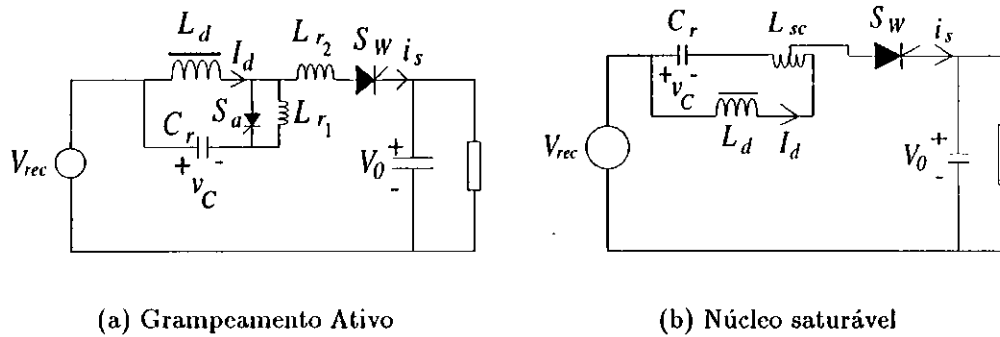 L_d I_d L_r2 S_W i_s
S_a L_r1
C_r
V_rec + v_C - V_0 + -
(a) Grampeamento Ativo
C_r L_sc S_W i_s
+ v_C -
L_d I_d
V_rec V_0 + -
(b) Núcleo saturável